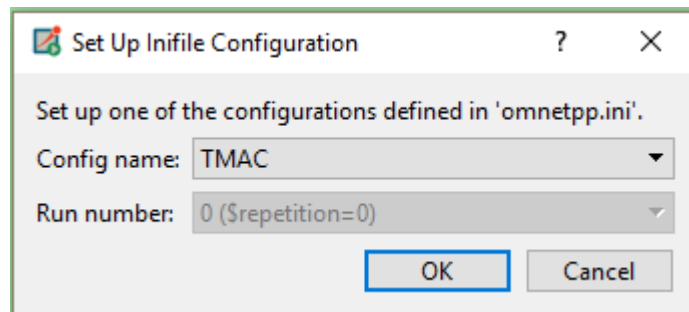 Set Up Inifile Configuration ? ×
Set up one of the configurations defined in 'omnetpp.ini'.
Config name: TMAC
Run number: 0 ($repetition=0)
OK Cancel